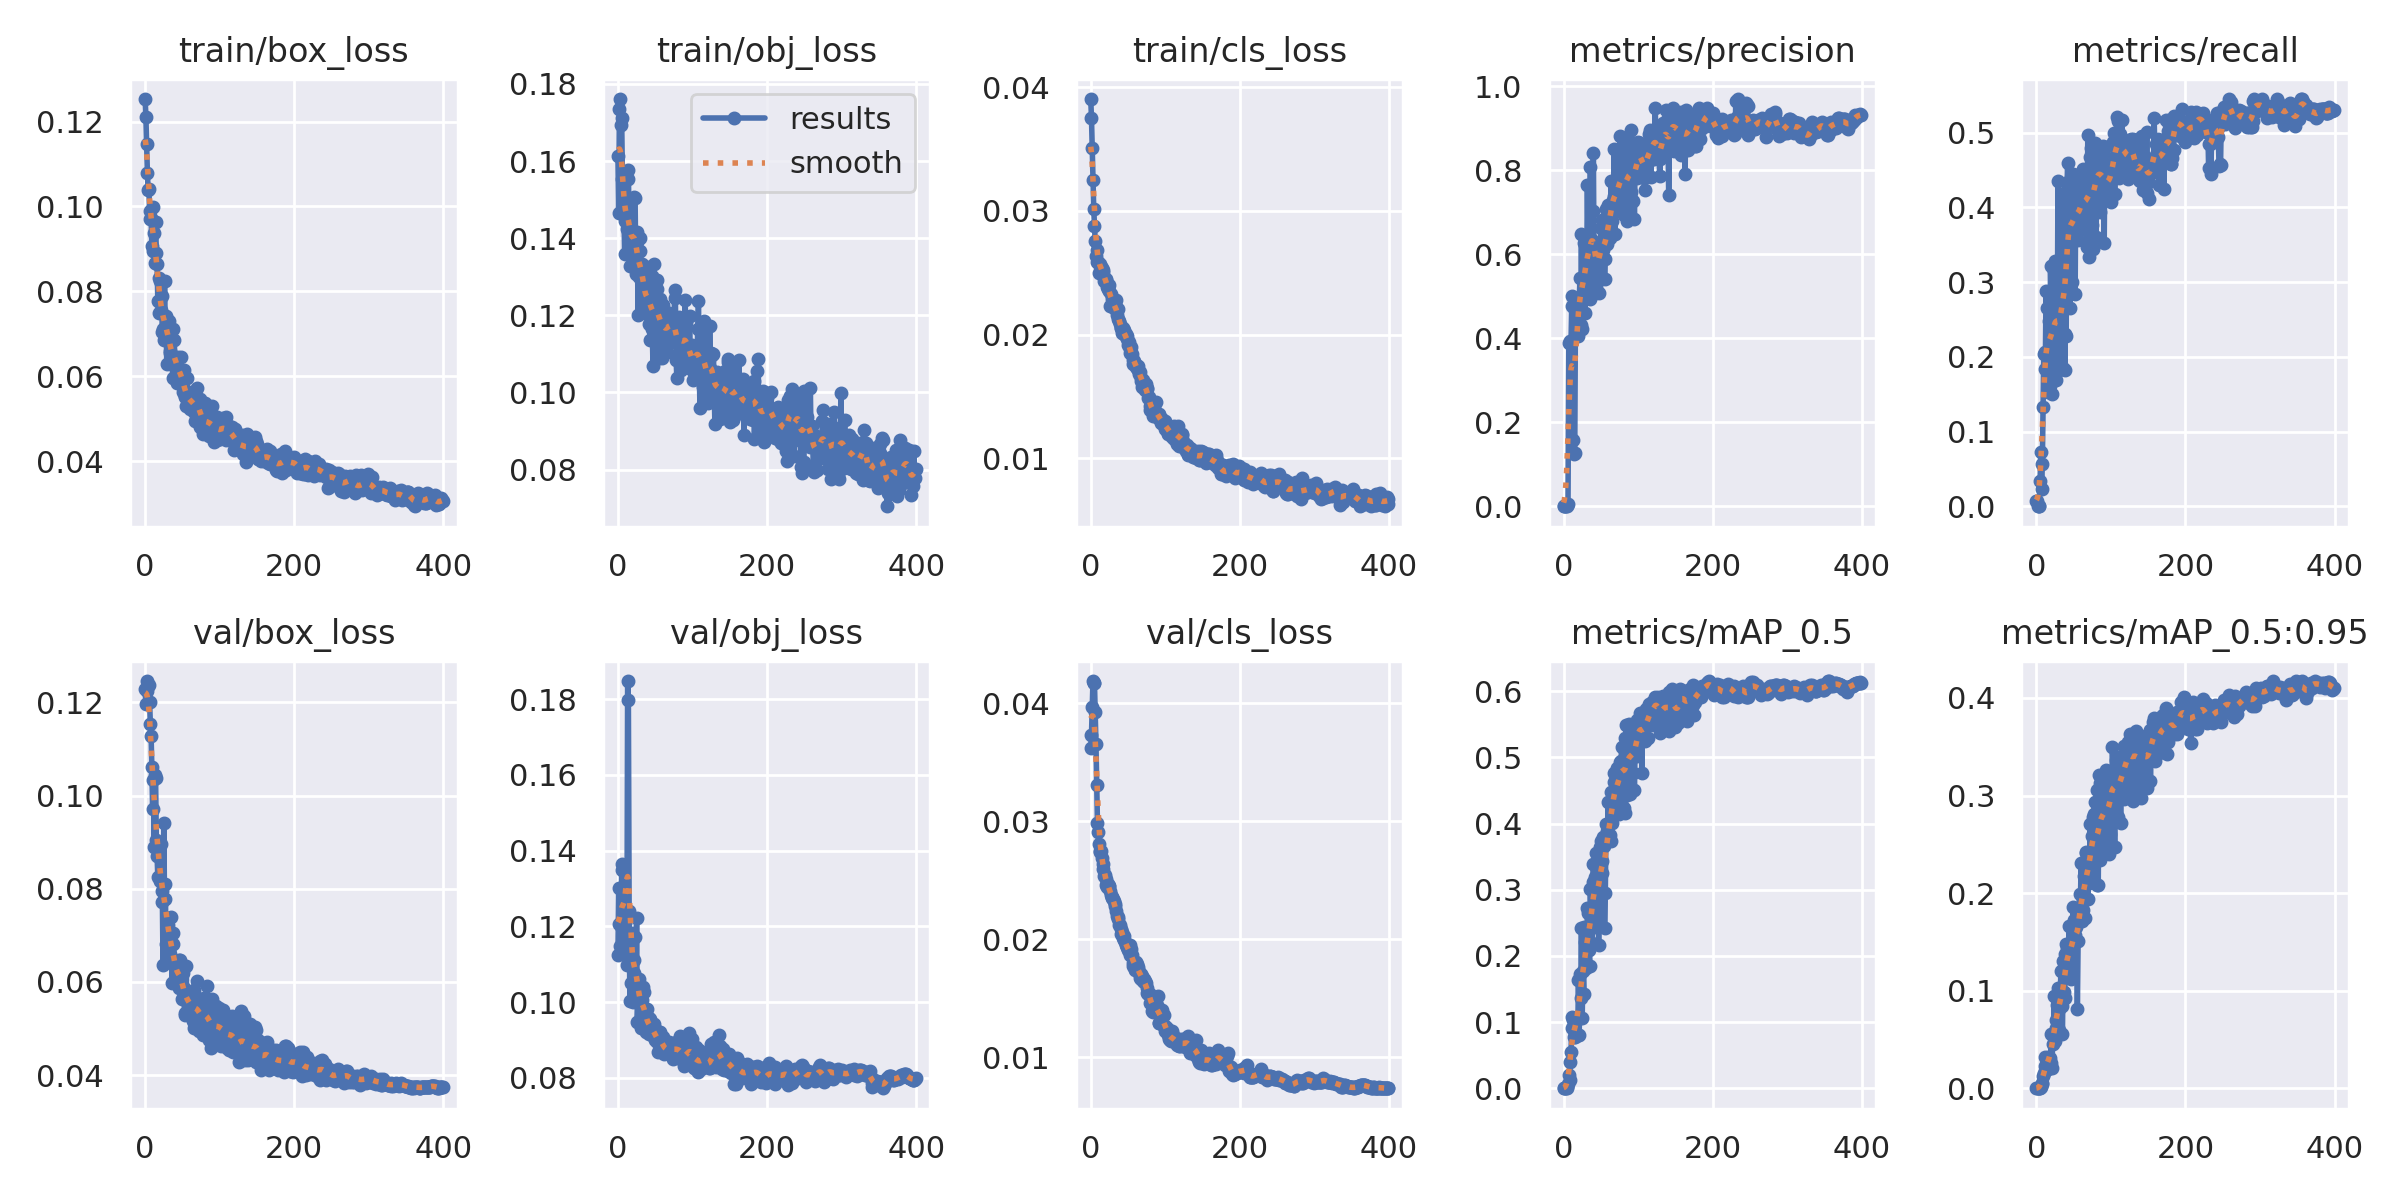 train/box_loss
0.12
0.10
0.08
0.06
0.04
0 200 400
train/obj_loss
results
smooth
0.18
0.16
0.14
0.12
0.10
0.08
0 200 400
train/cls_loss
0.04
0.03
0.02
0.01
0 200 400
metrics/precision
1.0
0.8
0.6
0.4
0.2
0.0
0 200 400
metrics/recall
0.5
0.4
0.3
0.2
0.1
0.0
0 200 400
val/box_loss
0.12
0.10
0.08
0.06
0.04
0 200 400
val/obj_loss
0.18
0.16
0.14
0.12
0.10
0.08
0 200 400
val/cls_loss
0.04
0.03
0.02
0.01
0 200 400
metrics/mAP_0.5
0.6
0.5
0.4
0.3
0.2
0.1
0.0
0 200 400
metrics/mAP_0.5:0.95
0.4
0.3
0.2
0.1
0.0
0 200 400